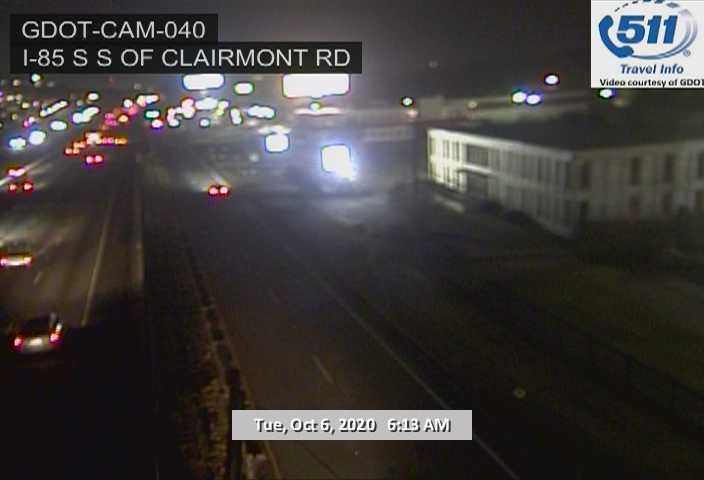 GDOT-CAM-040
I-85 S S OF CLAIRMONT RD
511
Travel Info
Video courtesy of GDOT
Tue, Oct 6, 2020 6:13 AM